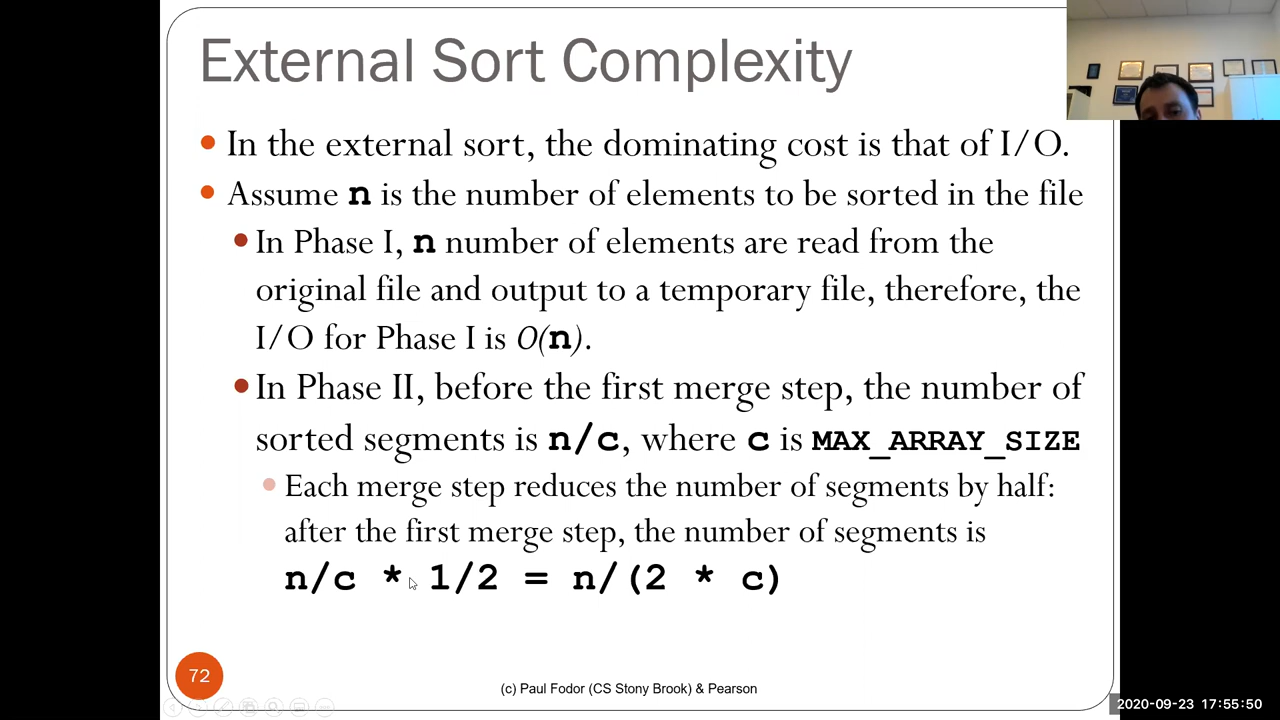 External Sort Complexity
• In the external sort, the dominating cost is that of I/O.
• Assume n is the number of elements to be sorted in the file
• In Phase I, n number of elements are read from the
original file and output to a temporary file, therefore, the
I/O for Phase I is O(n).
• In Phase II, before the first merge step, the number of
sorted segments is n/c, where c is MAX_ARRAY_SIZE
• Each merge step reduces the number of segments by half:
after the first merge step, the number of segments is
n/c * 1/2 = n/(2 * c)
72
(c) Paul Fodor (CS Stony Brook) & Pearson
2020-09-23 17:55:50